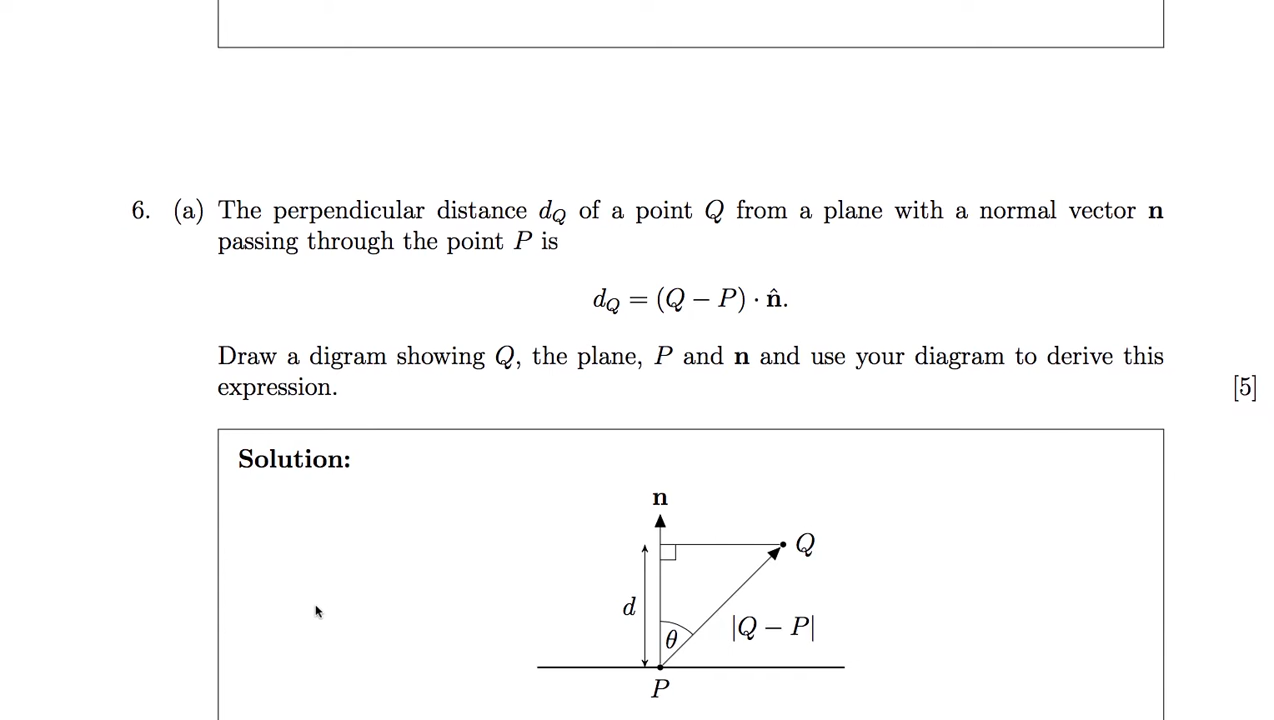 6. (a) The perpendicular distance d_Q of a point Q from a plane with a normal vector n
passing through the point P is
d_Q = (Q − P) · n̂.
Draw a digram showing Q, the plane, P and n and use your diagram to derive this
expression. [5]
Solution:
n
Q
d
θ |Q − P|
P